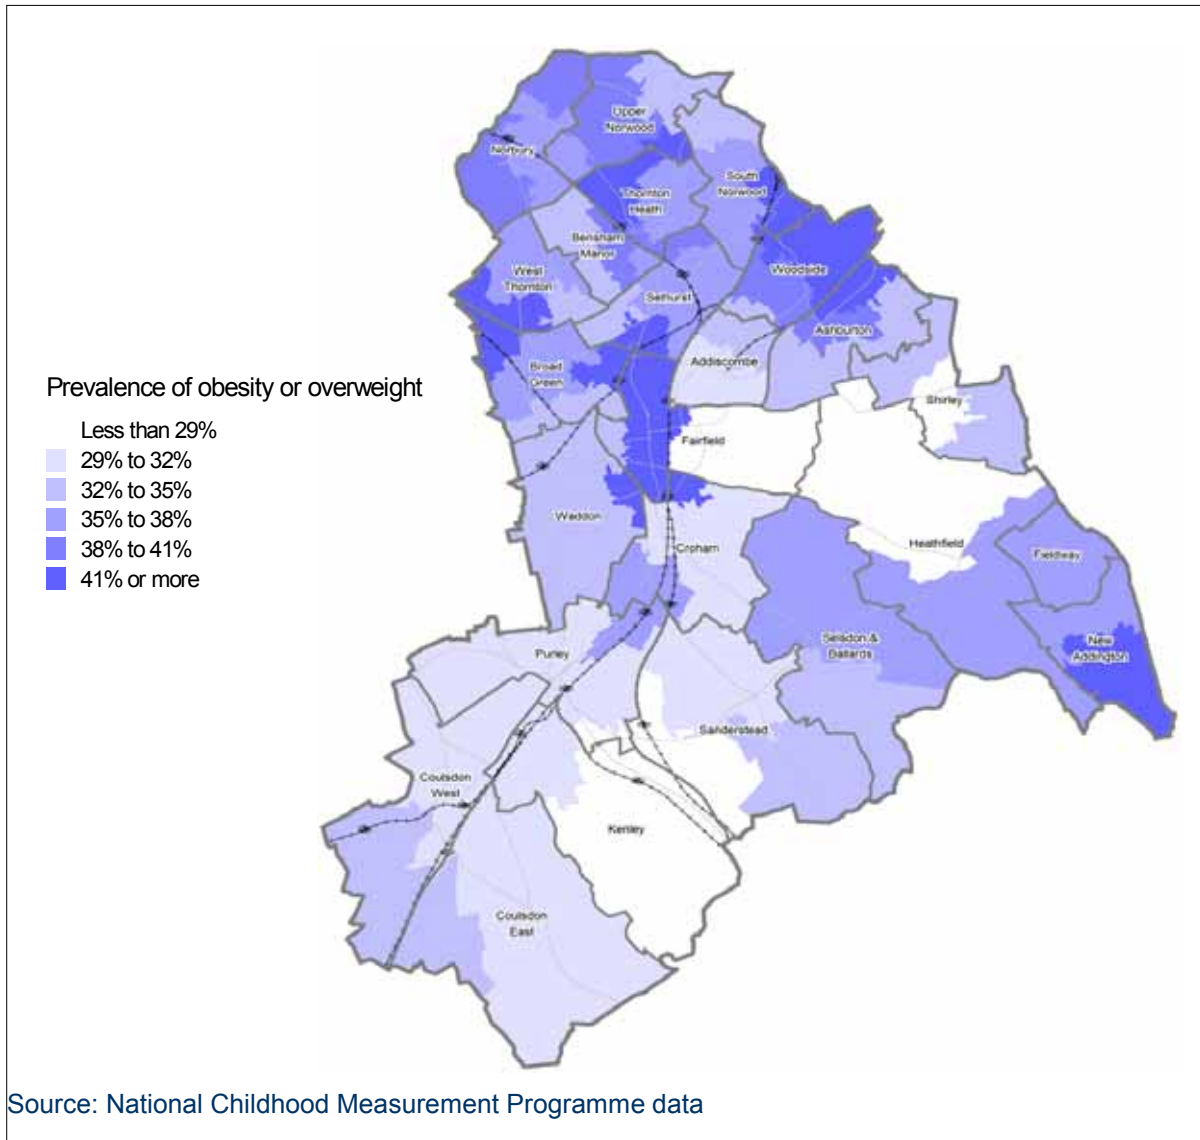 Upper
Norwood
Norbury
South
Norwood
Thornton
Heath
Bensham
Manor
Woodside
West
Thornton
Selhurst
Ashburton
Addiscombe
Broad
Green
Prevalence of obesity or overweight
Less than 29%
29% to 32%
32% to 35%
35% to 38%
38% to 41%
41% or more
Shirley
Fairfield
Waddon
Croham
Heathfield
Fieldway
Selsdon &
Ballards
New
Addington
Purley
Sanderstead
Coulsdon
West
Kenley
Coulsdon
East
Source: National Childhood Measurement Programme data